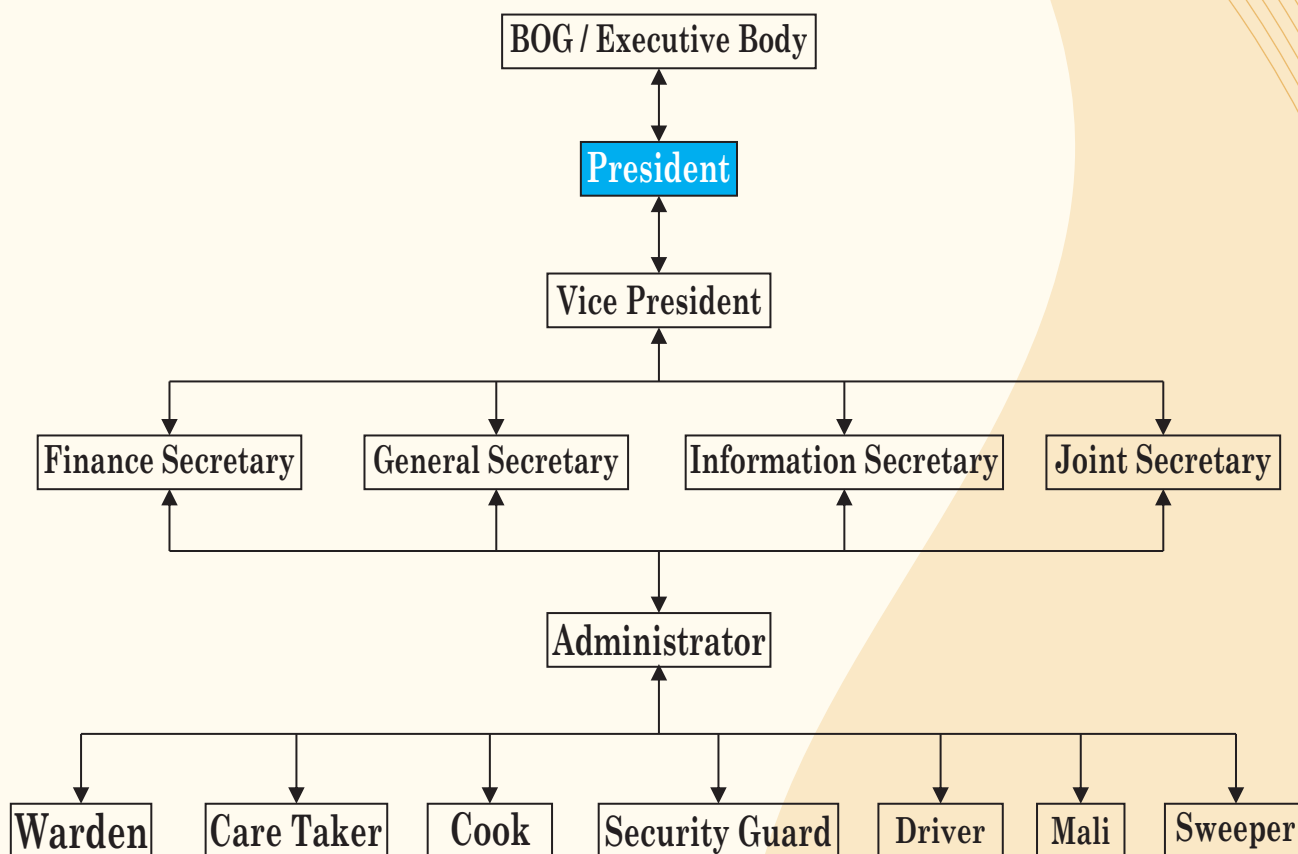 BOG / Executive Body
President
Vice President
Finance Secretary
General Secretary
Information Secretary
Joint Secretary
Administrator
Warden
Care Taker
Cook
Security Guard
Driver
Mali
Sweeper